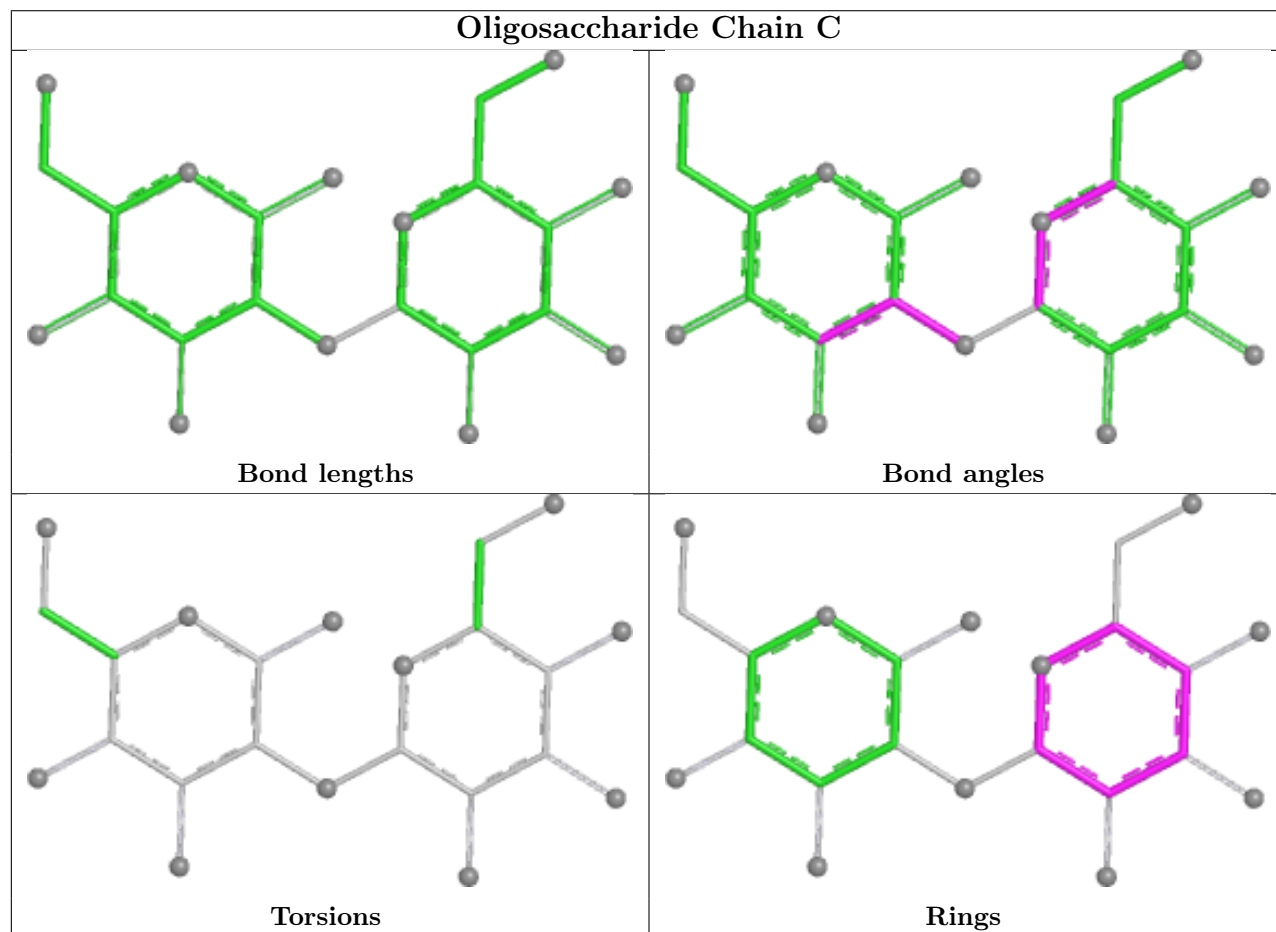 Oligosaccharide Chain C
Bond lengths
Bond angles
Torsions
Rings